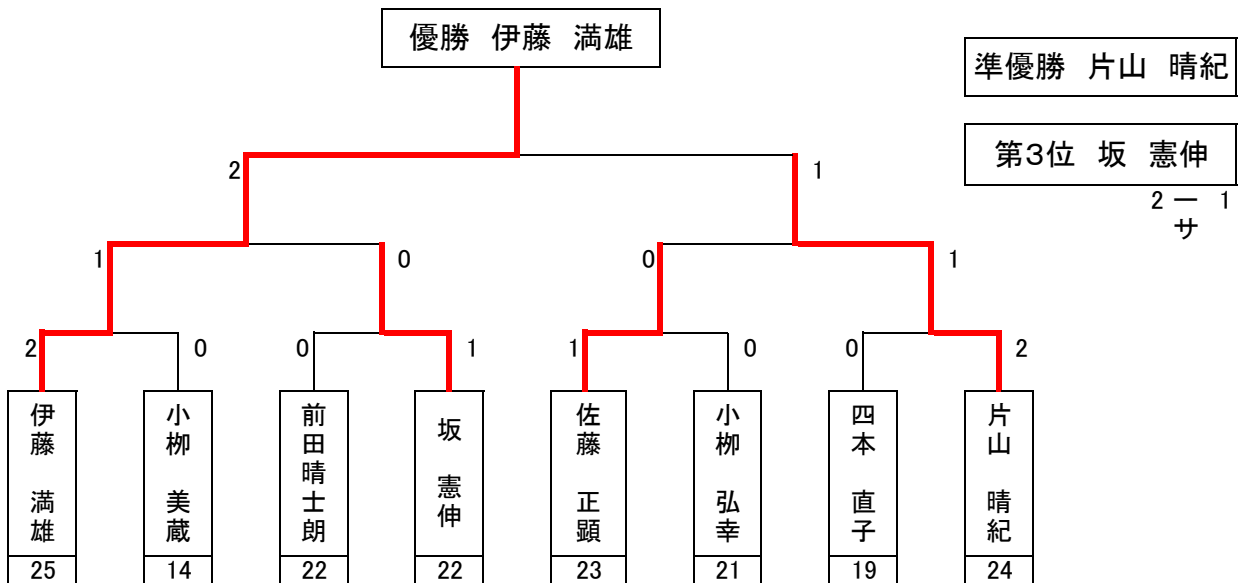 優勝 伊藤 満雄
準優勝 片山 晴紀
第3位 坂 憲伸
2 ー 1
サ
2
1
1
0
0
1
2
0
0
1
1
0
0
2
伊藤 満雄
小栁 美蔵
前田晴士朗
坂 憲伸
佐藤 正顕
小栁 弘幸
四本 直子
片山 晴紀
25
14
22
22
23
21
19
24